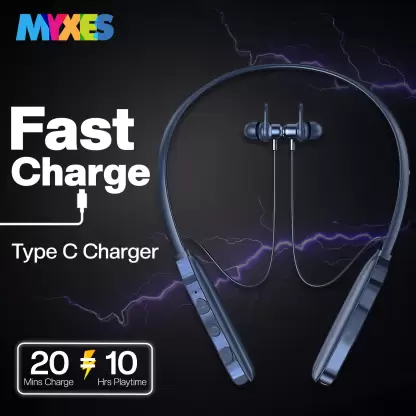 MYXES
Fast
Charge
Type C Charger
20 10
Mins Charge Hrs Playtime